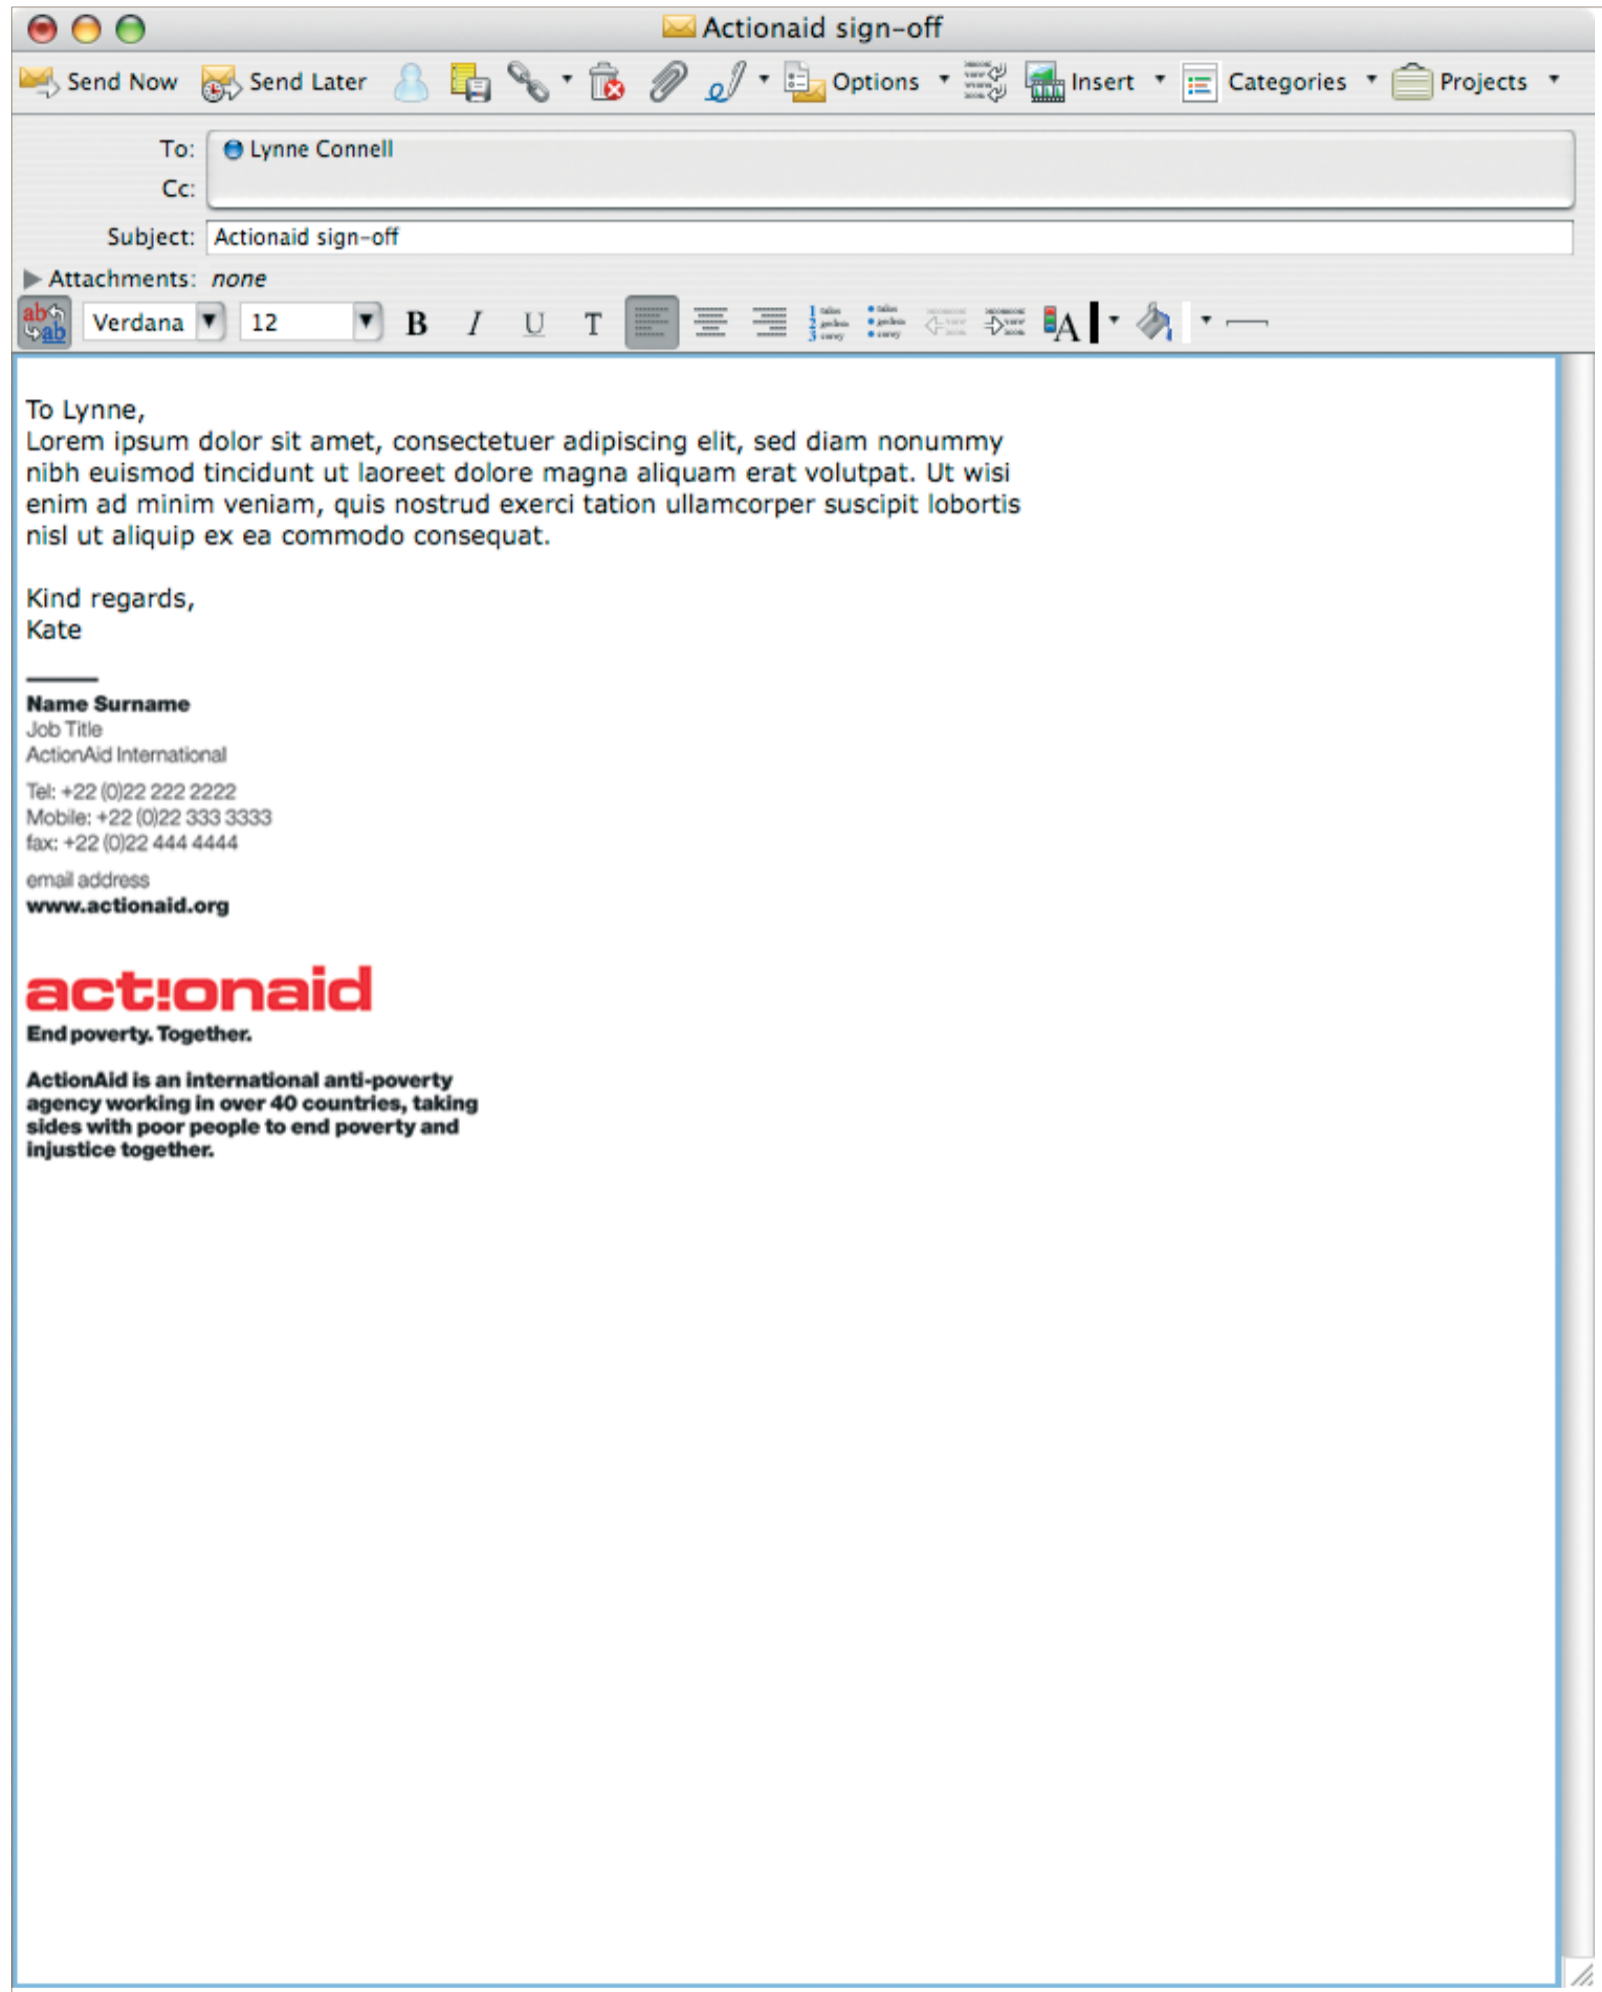 Actionaid sign-off
Send Now Send Later Options Insert Categories Projects
To: Lynne Connell
Cc:
Subject: Actionaid sign-off
Attachments: none
Verdana 12 B I U T A
To Lynne,
Lorem ipsum dolor sit amet, consectetuer adipiscing elit, sed diam nonummy
nibh euismod tincidunt ut laoreet dolore magna aliquam erat volutpat. Ut wisi
enim ad minim veniam, quis nostrud exerci tation ullamcorper suscipit lobortis
nisl ut aliquip ex ea commodo consequat.
Kind regards,
Kate
Name Surname
Job Title
ActionAid International
Tel: +22 (0)22 222 2222
Mobile: +22 (0)22 333 3333
fax: +22 (0)22 444 4444
email address
www.actionaid.org
act!onaid
End poverty. Together.
ActionAid is an international anti-poverty
agency working in over 40 countries, taking
sides with poor people to end poverty and
injustice together.